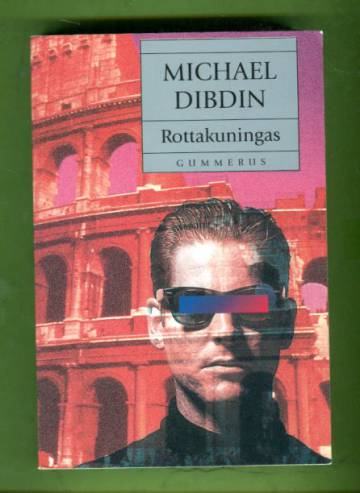 MICHAEL
DIBDIN
Rottakuningas
GUMMERUS